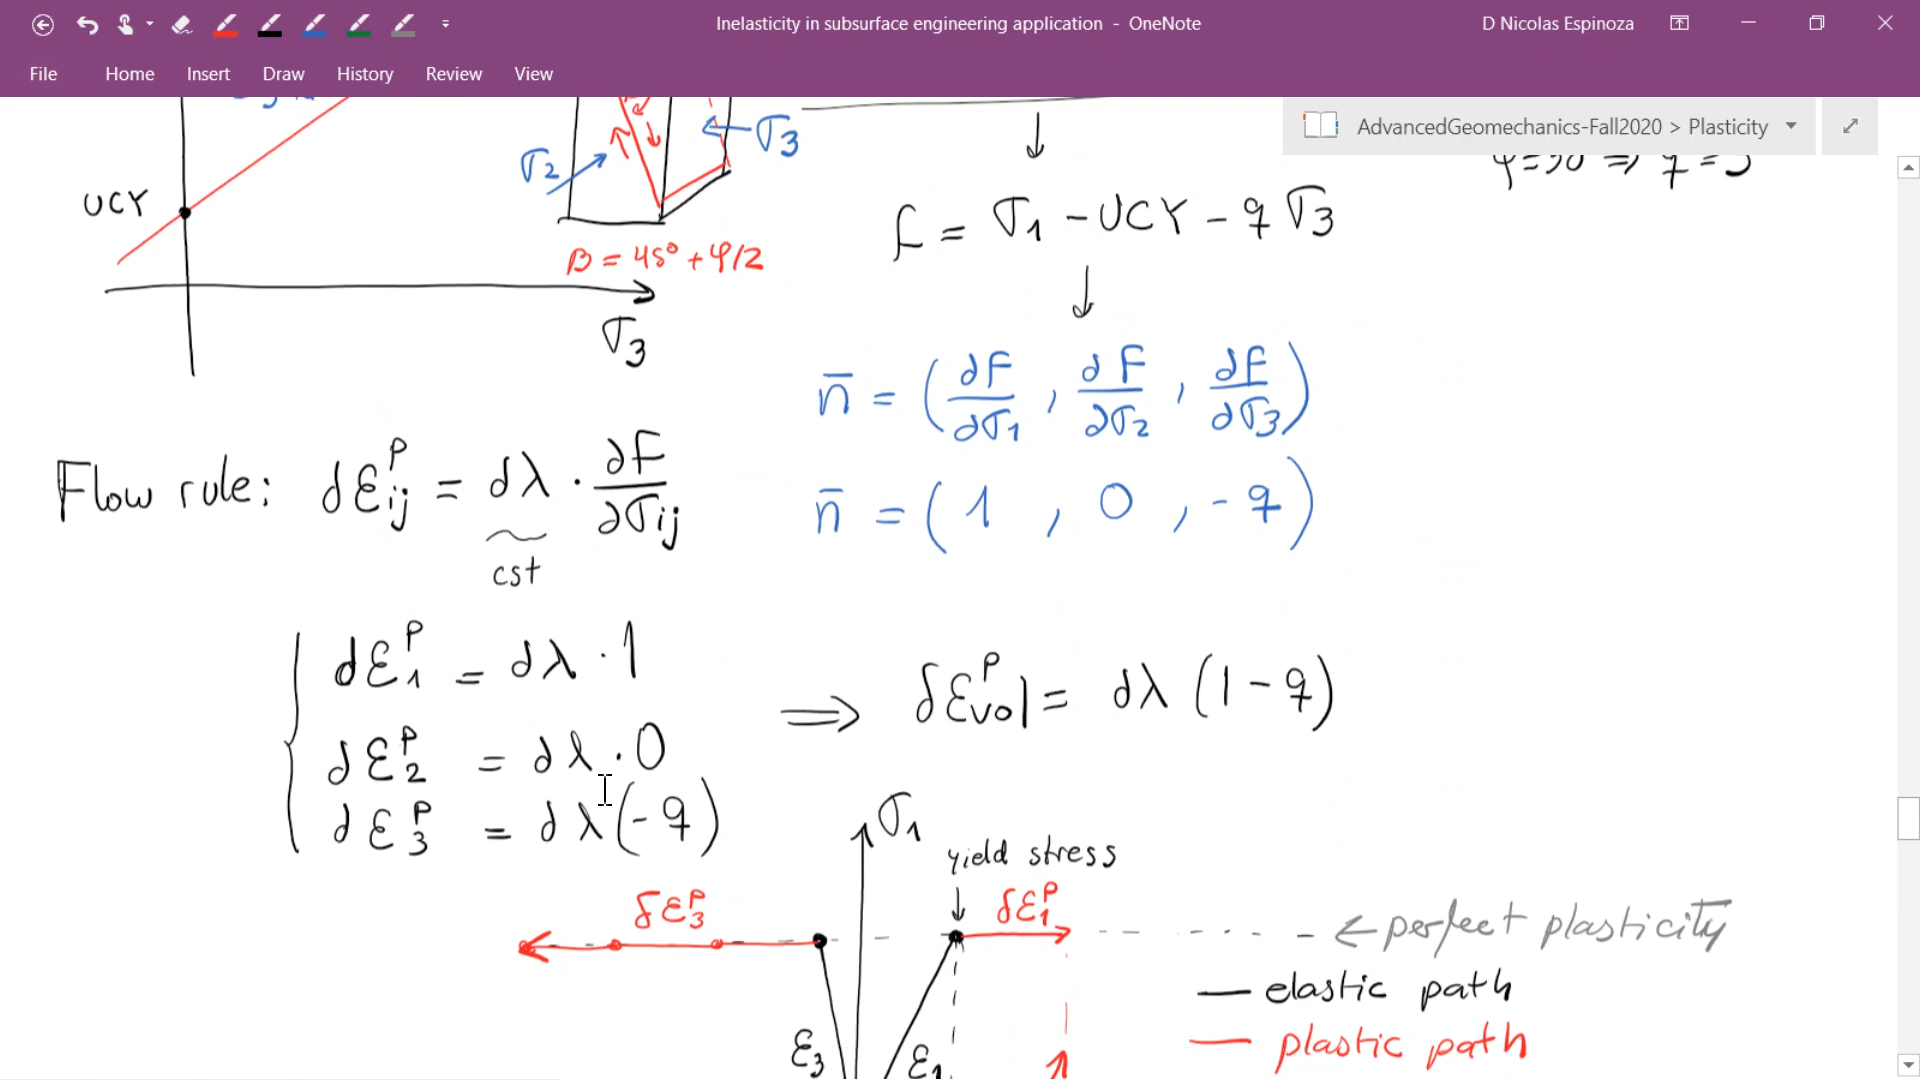 Inelasticity in subsurface engineering application - OneNote
D Nicolas Espinoza
File Home Insert Draw History Review View
AdvancedGeomechanics-Fall2020 > Plasticity
φ=30 => q=3
σ2
σ3
UCY
β = 45° + φ/2
σ3
↓
F = σ1 - UCY - q σ3
↓
n̄ = (∂F/∂σ1, ∂F/∂σ2, ∂F/∂σ3)
n̄ = (1, 0, -q)
Flow rule: dε^p_ij = dλ · ∂F/∂σij
cst
dε^p_1 = dλ · 1
dε^p_2 = dλ · 0
dε^p_3 = dλ (-q)
⟹ δε^p_vol = dλ (1-q)
σ1
yield stress
↓
δε^p_3
δε^p_1
← perfect plasticity
— elastic path
— plastic path
ε3
ε1